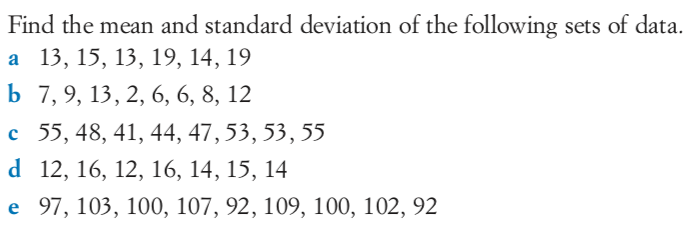 Find the mean and standard deviation of the following sets of data.
a 13, 15, 13, 19, 14, 19
b 7, 9, 13, 2, 6, 6, 8, 12
c 55, 48, 41, 44, 47, 53, 53, 55
d 12, 16, 12, 16, 14, 15, 14
e 97, 103, 100, 107, 92, 109, 100, 102, 92